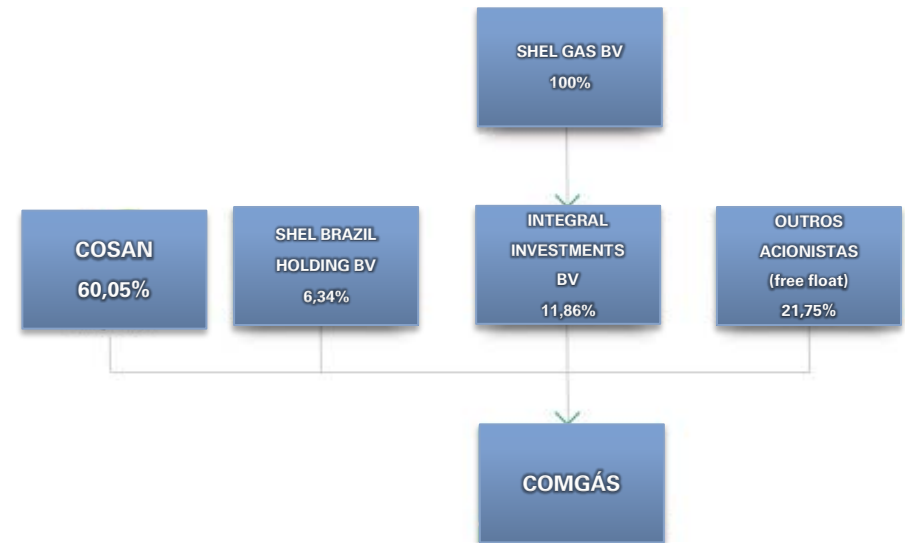 SHEL GAS BV
100%
COSAN
60,05%
SHEL BRAZIL
HOLDING BV
6,34%
INTEGRAL
INVESTMENTS
BV
11,86%
OUTROS
ACIONISTAS
(free float)
21,75%
COMGÁS